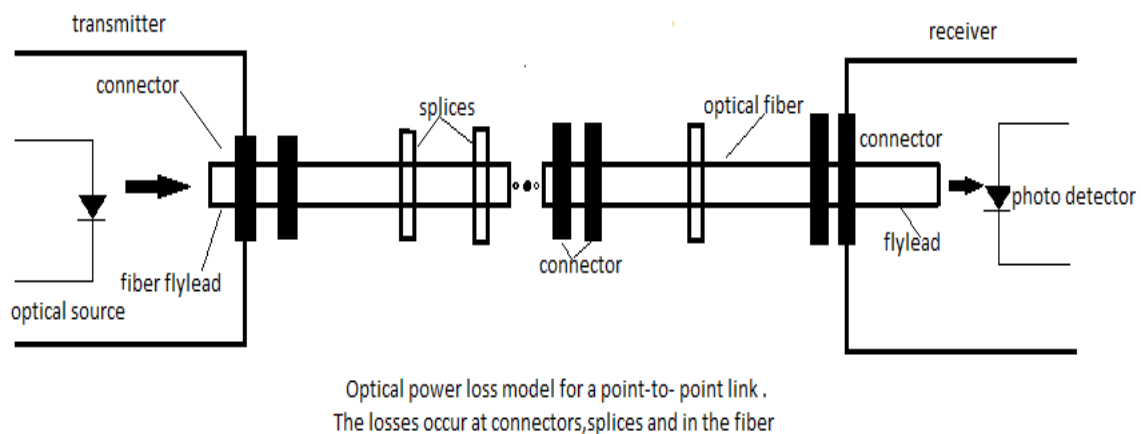 transmitter
receiver
connector
splices
optical fiber
connector
photo detector
flylead
connector
fiber flylead
optical source
Optical power loss model for a point-to- point link .
The losses occur at connectors,splices and in the fiber